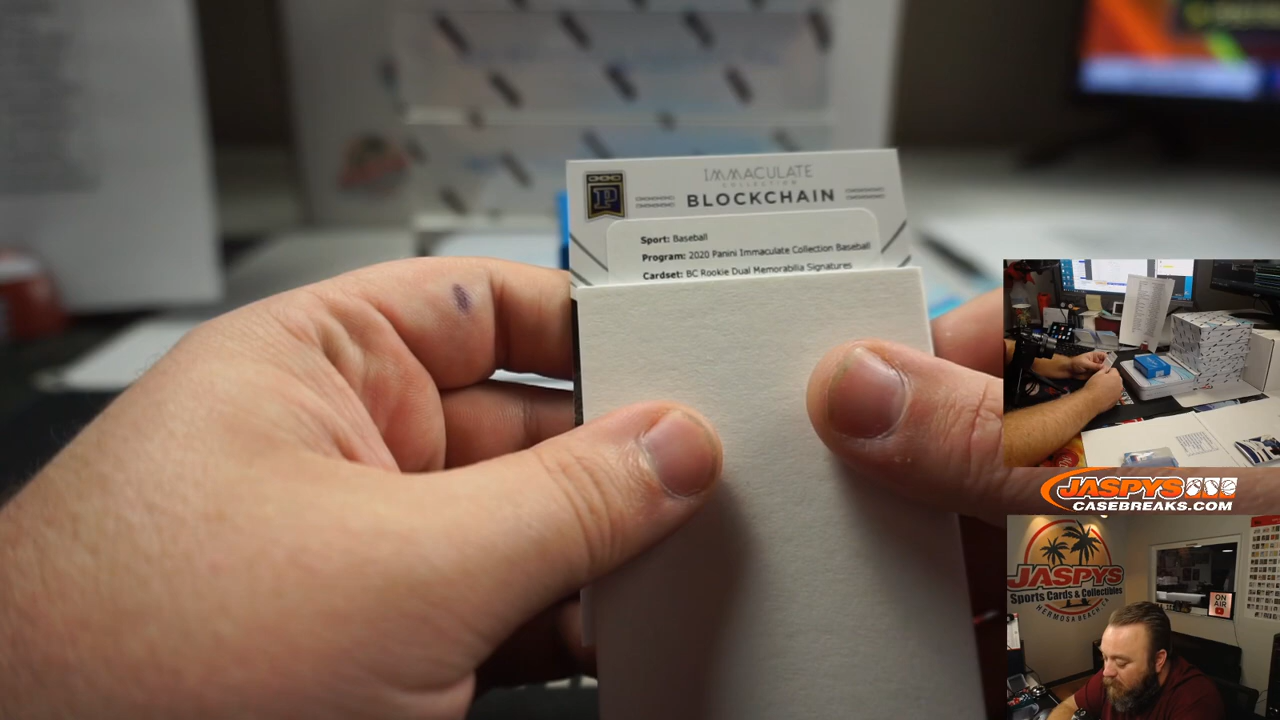 IMMACULATE
COLLECTION
BLOCKCHAIN
P
Sport: Baseball
Program: 2020 Panini Immaculate Collection Baseball
Cardset: BC Rookie Dual Memorabilia Signatures
JASPYS
CASEBREAKS.COM
JASPYS
Sports Cards & Collectibles
HERMOSA BEACH, CA
ON
AIR